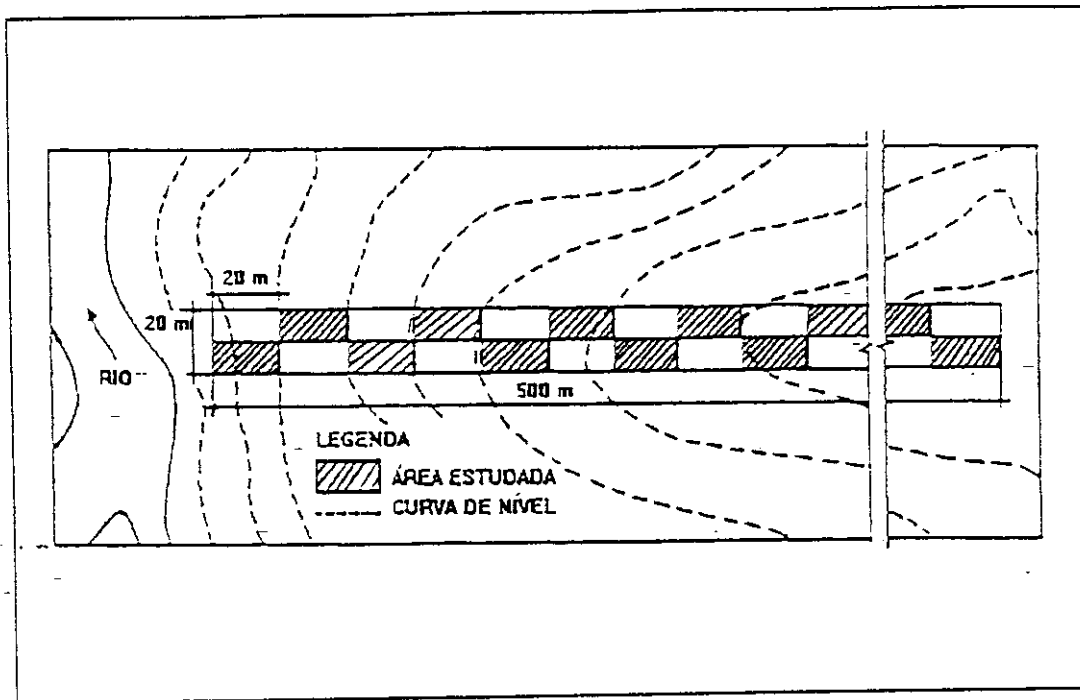 20 m
20 m
RIO
500 m
LEGENDA
ÁREA ESTUDADA
CURVA DE NÍVEL